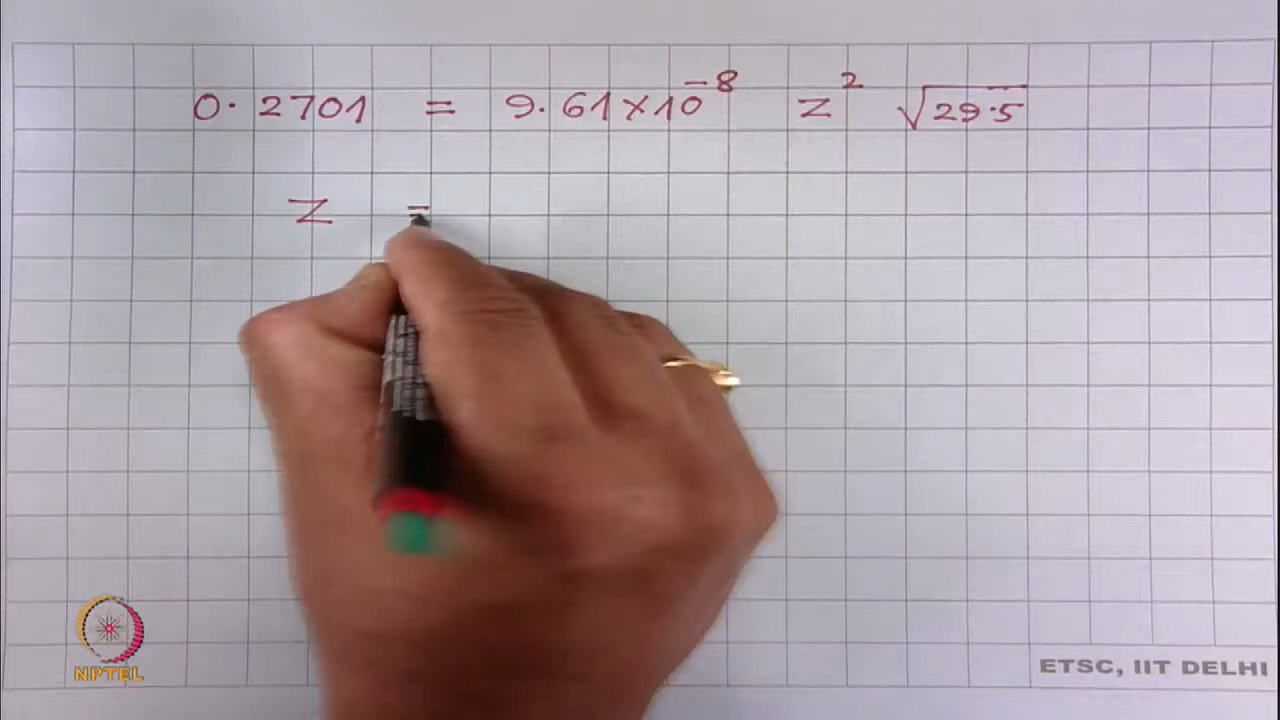 0.2701 = 9.61×10⁻⁸ z² √29.5
z =
NPTEL
ETSC, IIT DELHI